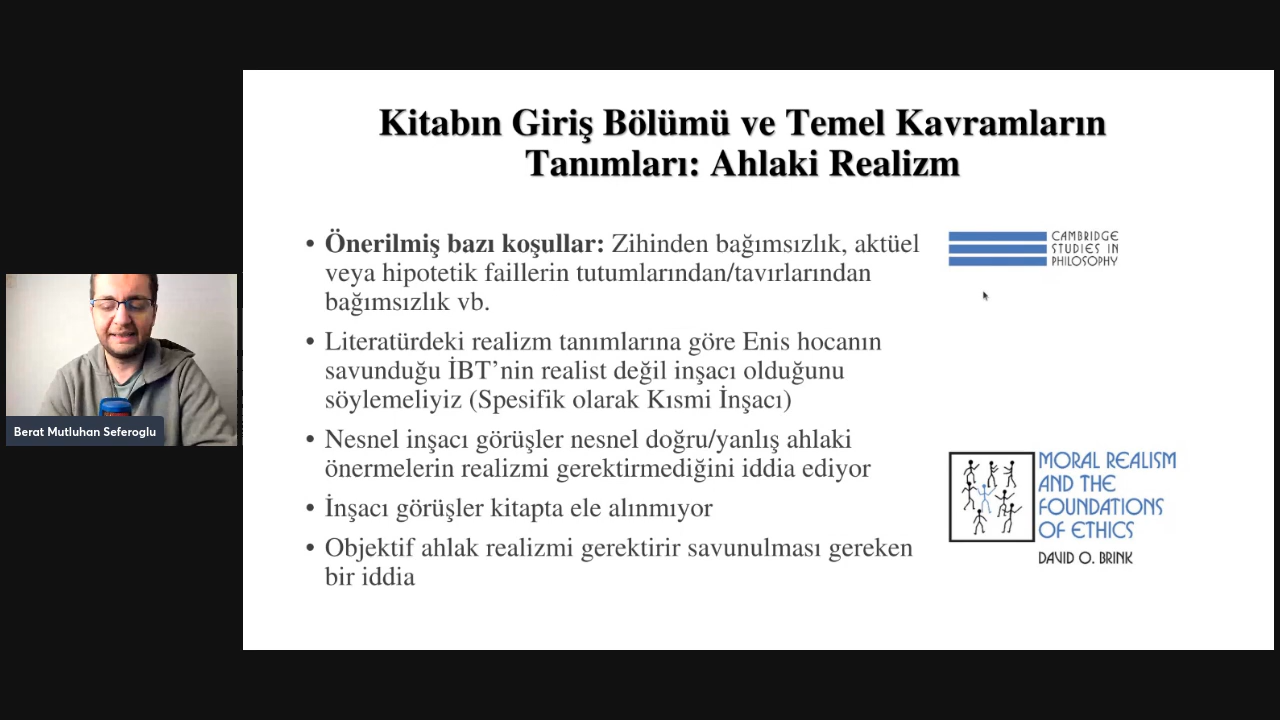 Kitabın Giriş Bölümü ve Temel Kavramların
Tanımları: Ahlaki Realizm
• Önerilmiş bazı koşullar: Zihinden bağımsızlık, aktüel
veya hipotetik faillerin tutumlarından/tavırlarından
bağımsızlık vb.
• Literatürdeki realizm tanımlarına göre Enis hocanın
savunduğu İBT’nin realist değil inşacı olduğunu
söylemeliyiz (Spesifik olarak Kısmi İnşacı)
• Nesnel inşacı görüşler nesnel doğru/yanlış ahlaki
önermelerin realizmi gerektirmediğini iddia ediyor
• İnşacı görüşler kitapta ele alınmıyor
• Objektif ahlak realizmi gerektirir savunulması gereken
bir iddia
CAMBRIDGE
STUDIES IN
PHILOSOPHY
MORAL REALISM
AND THE
FOUNDATIONS
OF ETHICS
DAVID O. BRINK
Berat Mutluhan Seferoglu